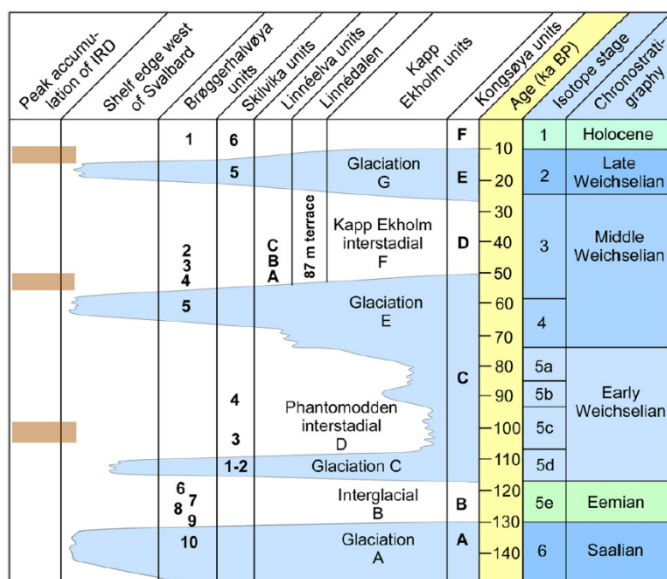 Peak accumu-
lation of IRD
Shelf edge west
of Svalbard
Brøggerhalvøya
units
Skilvika units
Linnéelva units
Linnédalen
Kapp
Ekholm units
Kongsøya units
Age (ka BP)
Isotope stage
Chronostrati-
graphy
1 6 F 10 1 Holocene
5 Glaciation
G E 20 2 Late
Weichselian
30
2 C
3 B
4 A
87 m terrace
Kapp Ekholm
interstadial
F
D 40 3 Middle
Weichselian
50
5 Glaciation
E 60
4
70
C
80 5a
90 5b
4 Phantomodden
interstadial
3 D
100 5c
Early
Weichselian
1-2 Glaciation C 110 5d
6
8 7
9
Interglacial
B
B 120 5e Eemian
130
10 Glaciation
A
A 140 6 Saalian